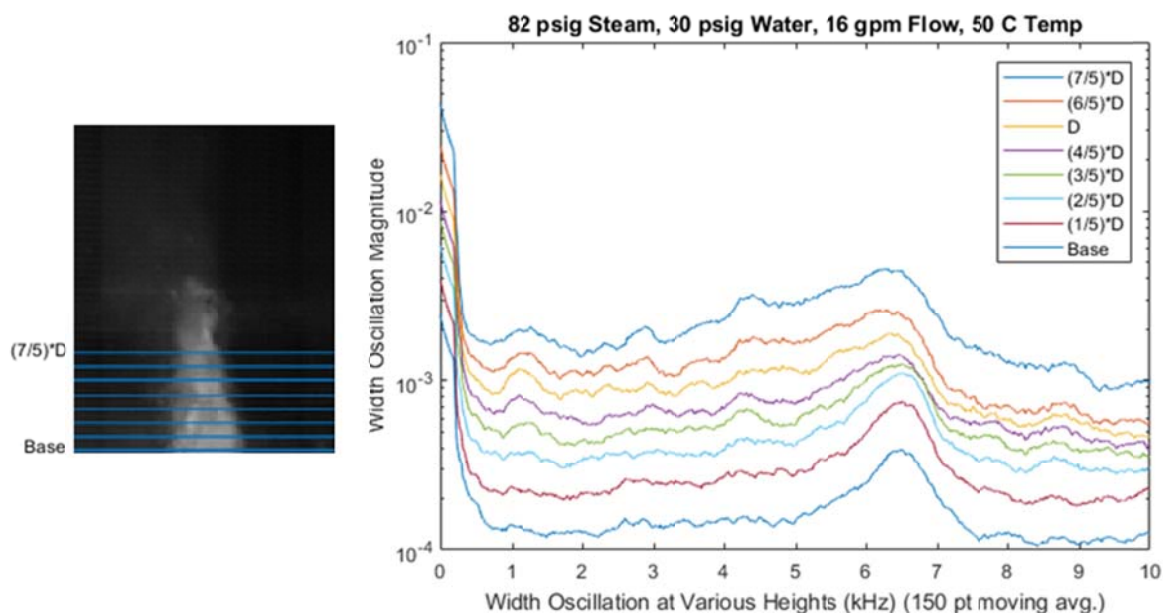 82 psig Steam, 30 psig Water, 16 gpm Flow, 50 C Temp
(7/5)*D
Base
Width Oscillation Magnitude
10^-1
10^-2
10^-3
10^-4
(7/5)*D
(6/5)*D
D
(4/5)*D
(3/5)*D
(2/5)*D
(1/5)*D
Base
0 1 2 3 4 5 6 7 8 9 10
Width Oscillation at Various Heights (kHz) (150 pt moving avg.)